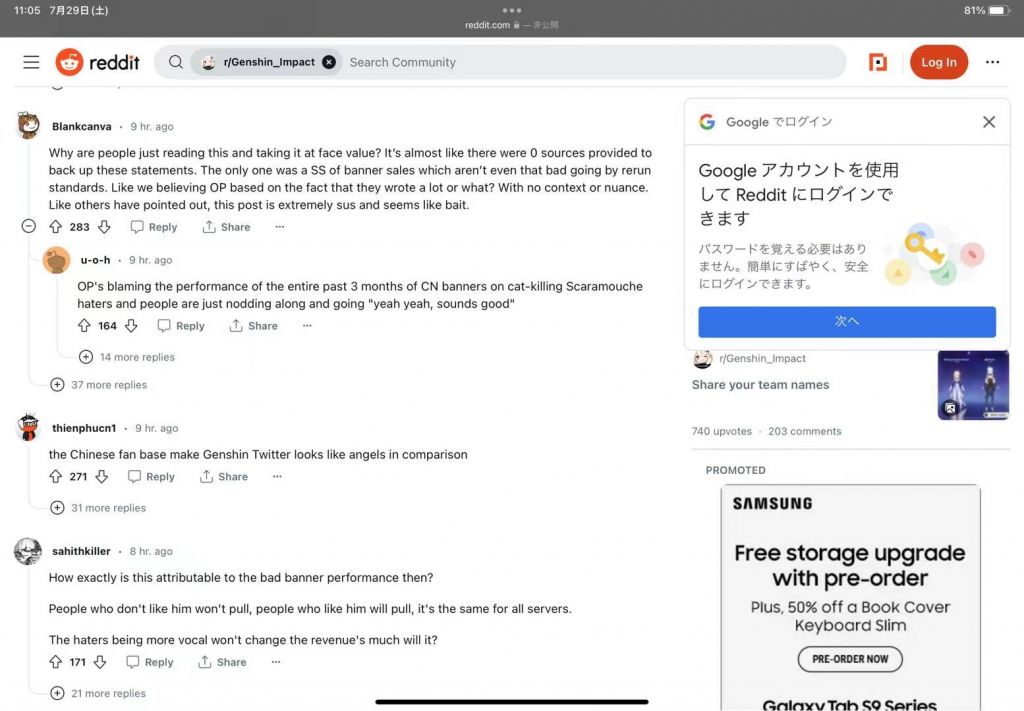 11:05 7月29日(土)
81%
reddit.com — 非公開
reddit
r/Genshin_Impact
Search Community
Log In
Blankcanva · 9 hr. ago
Why are people just reading this and taking it at face value? It's almost like there were 0 sources provided to
back up these statements. The only one was a SS of banner sales which aren't even that bad going by rerun
standards. Like we believing OP based on the fact that they wrote a lot or what? With no context or nuance.
Like others have pointed out, this post is extremely sus and seems like bait.
283 Reply Share ...
u-o-h · 9 hr. ago
OP's blaming the performance of the entire past 3 months of CN banners on cat-killing Scaramouche
haters and people are just nodding along and going "yeah yeah, sounds good"
164 Reply Share ...
14 more replies
37 more replies
thienphucn1 · 9 hr. ago
the Chinese fan base make Genshin Twitter looks like angels in comparison
271 Reply Share ...
31 more replies
sahithkiller · 8 hr. ago
How exactly is this attributable to the bad banner performance then?
People who don't like him won't pull, people who like him will pull, it's the same for all servers.
The haters being more vocal won't change the revenue's much will it?
171 Reply Share ...
21 more replies
Google でログイン
Google アカウントを使用
して Reddit にログインで
きます
パスワードを覚える必要はあり
ません。簡単にすばやく、安全
にログインできます。
次へ
r/Genshin_Impact
Share your team names
740 upvotes · 203 comments
PROMOTED
SAMSUNG
Free storage upgrade
with pre-order
Plus, 50% off a Book Cover
Keyboard Slim
PRE-ORDER NOW
Galaxy Tab S9 Series